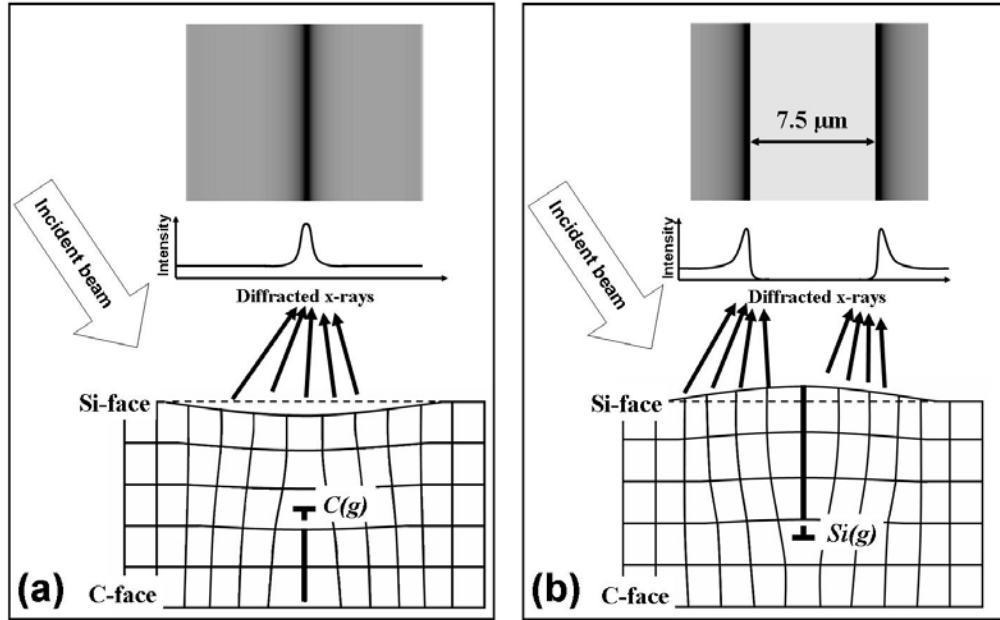 Incident beam
Intensity
Diffracted x-rays
Si-face
C(g)
C-face
(a)
7.5 μm
Incident beam
Intensity
Diffracted x-rays
Si-face
Si(g)
C-face
(b)